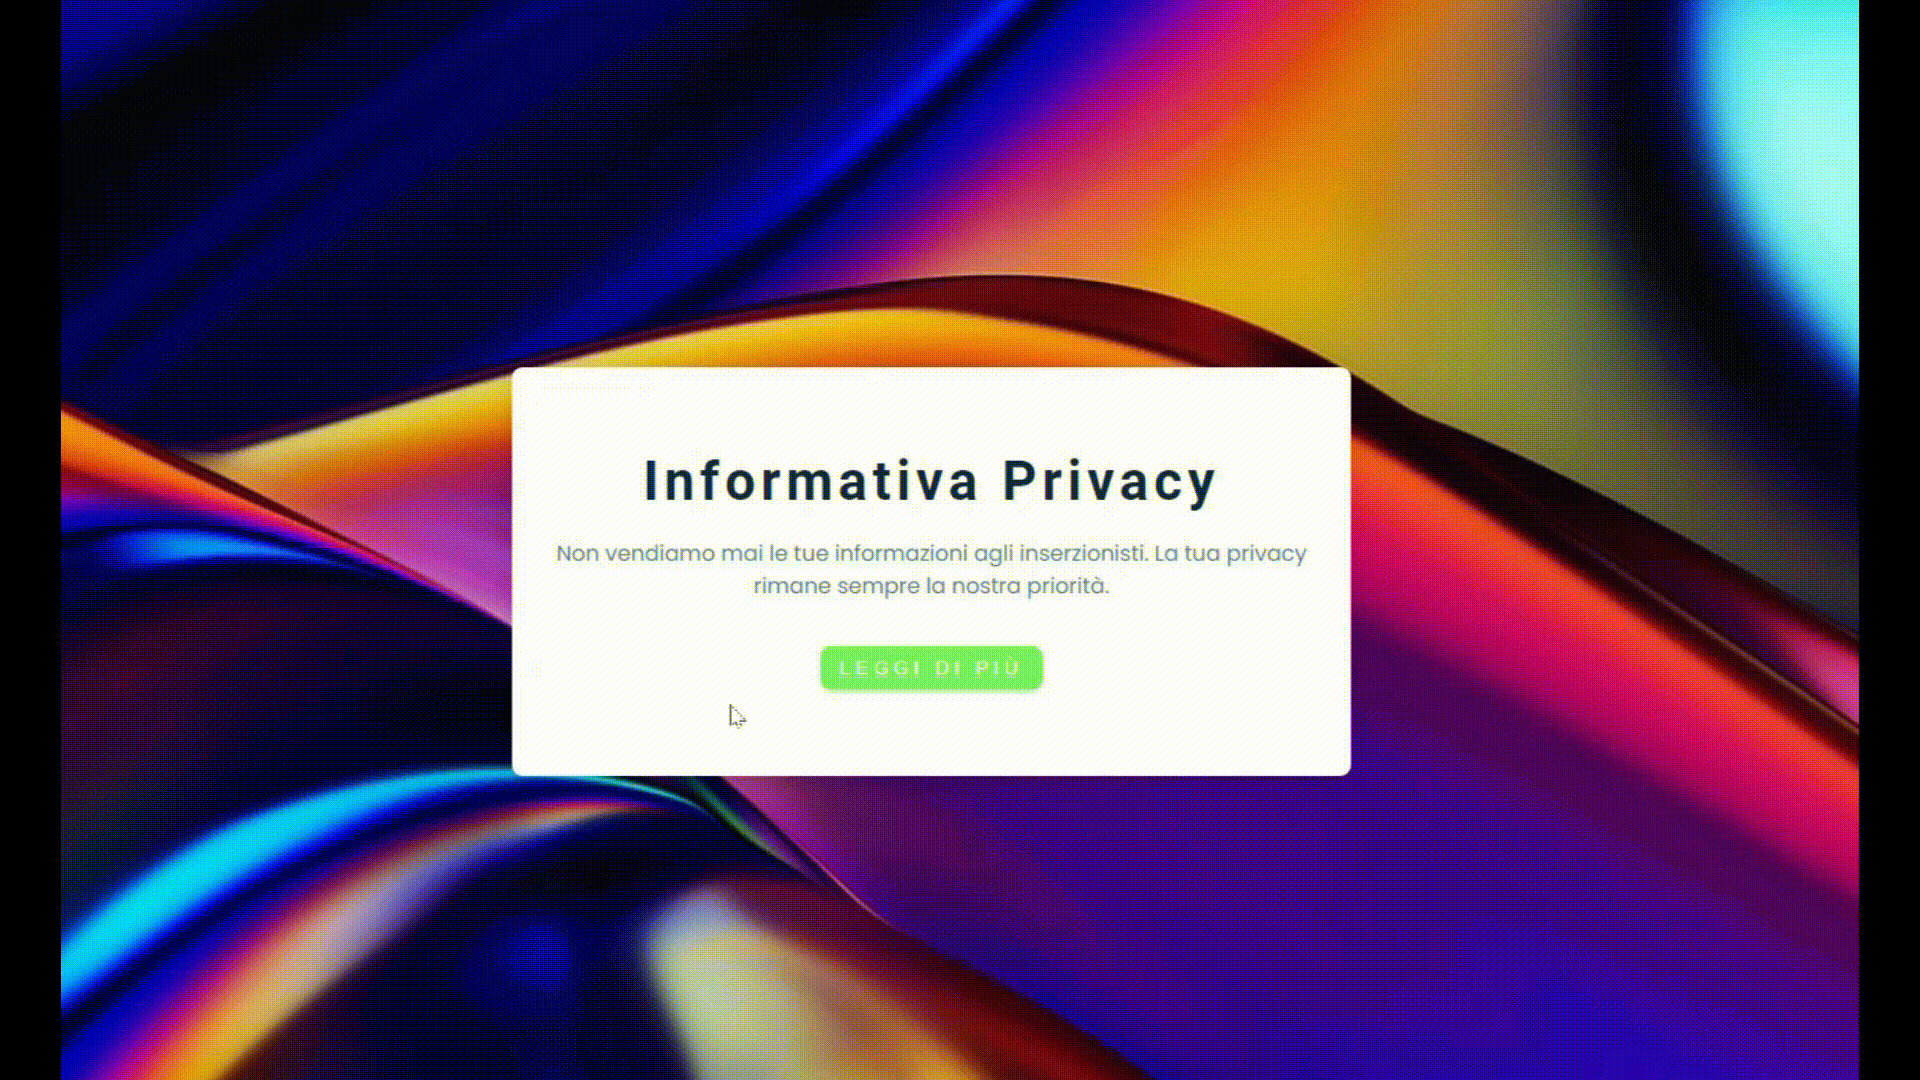 Informativa Privacy
Non vendiamo mai le tue informazioni agli inserzionisti. La tua privacy
rimane sempre la nostra priorità.
LEGGI DI PIÙ